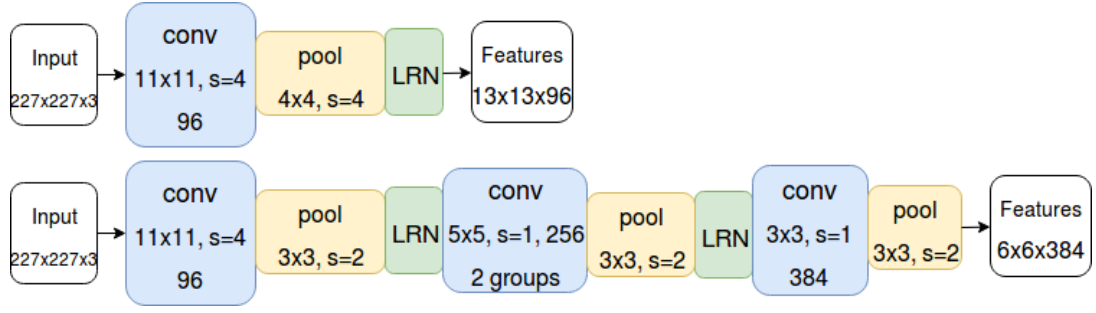 Input
227x227x3
conv
11x11, s=4
96
pool
4x4, s=4
LRN
Features
13x13x96
Input
227x227x3
conv
11x11, s=4
96
pool
3x3, s=2
LRN
conv
5x5, s=1, 256
2 groups
pool
3x3, s=2
LRN
conv
3x3, s=1
384
pool
3x3, s=2
Features
6x6x384